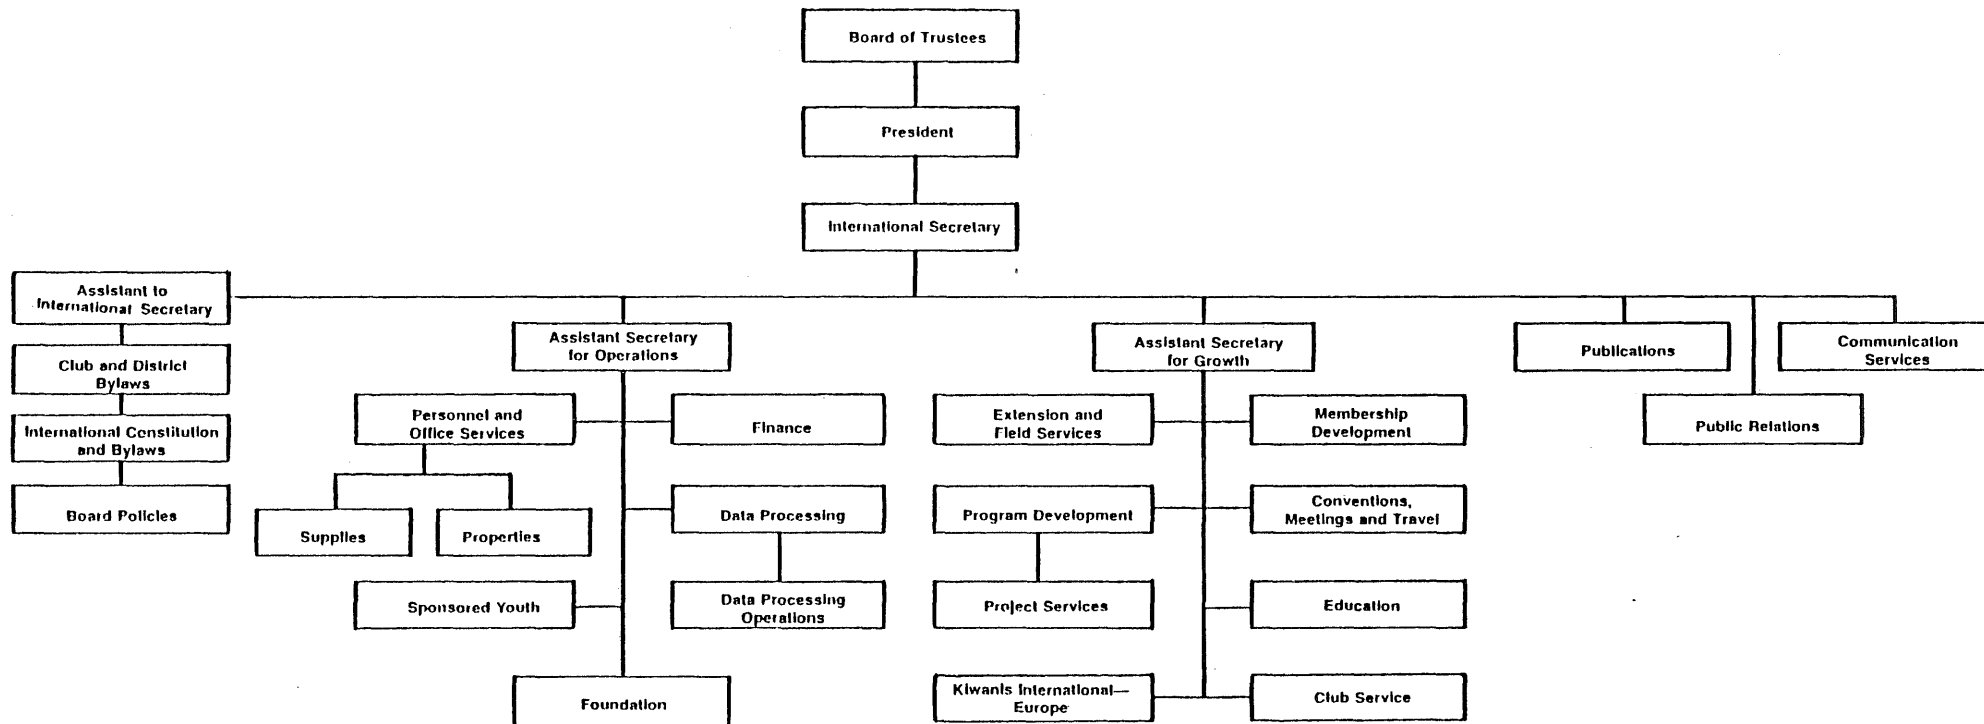 Board of Trustees
President
International Secretary
Assistant to
International Secretary
Club and District
Bylaws
International Constitution
and Bylaws
Board Policies
Assistant Secretary
for Operations
Personnel and
Office Services
Finance
Supplies
Properties
Data Processing
Sponsored Youth
Data Processing
Operations
Foundation
Assistant Secretary
for Growth
Extension and
Field Services
Membership
Development
Program Development
Conventions,
Meetings and Travel
Project Services
Education
Kiwanis International—
Europe
Club Service
Publications
Public Relations
Communication
Services